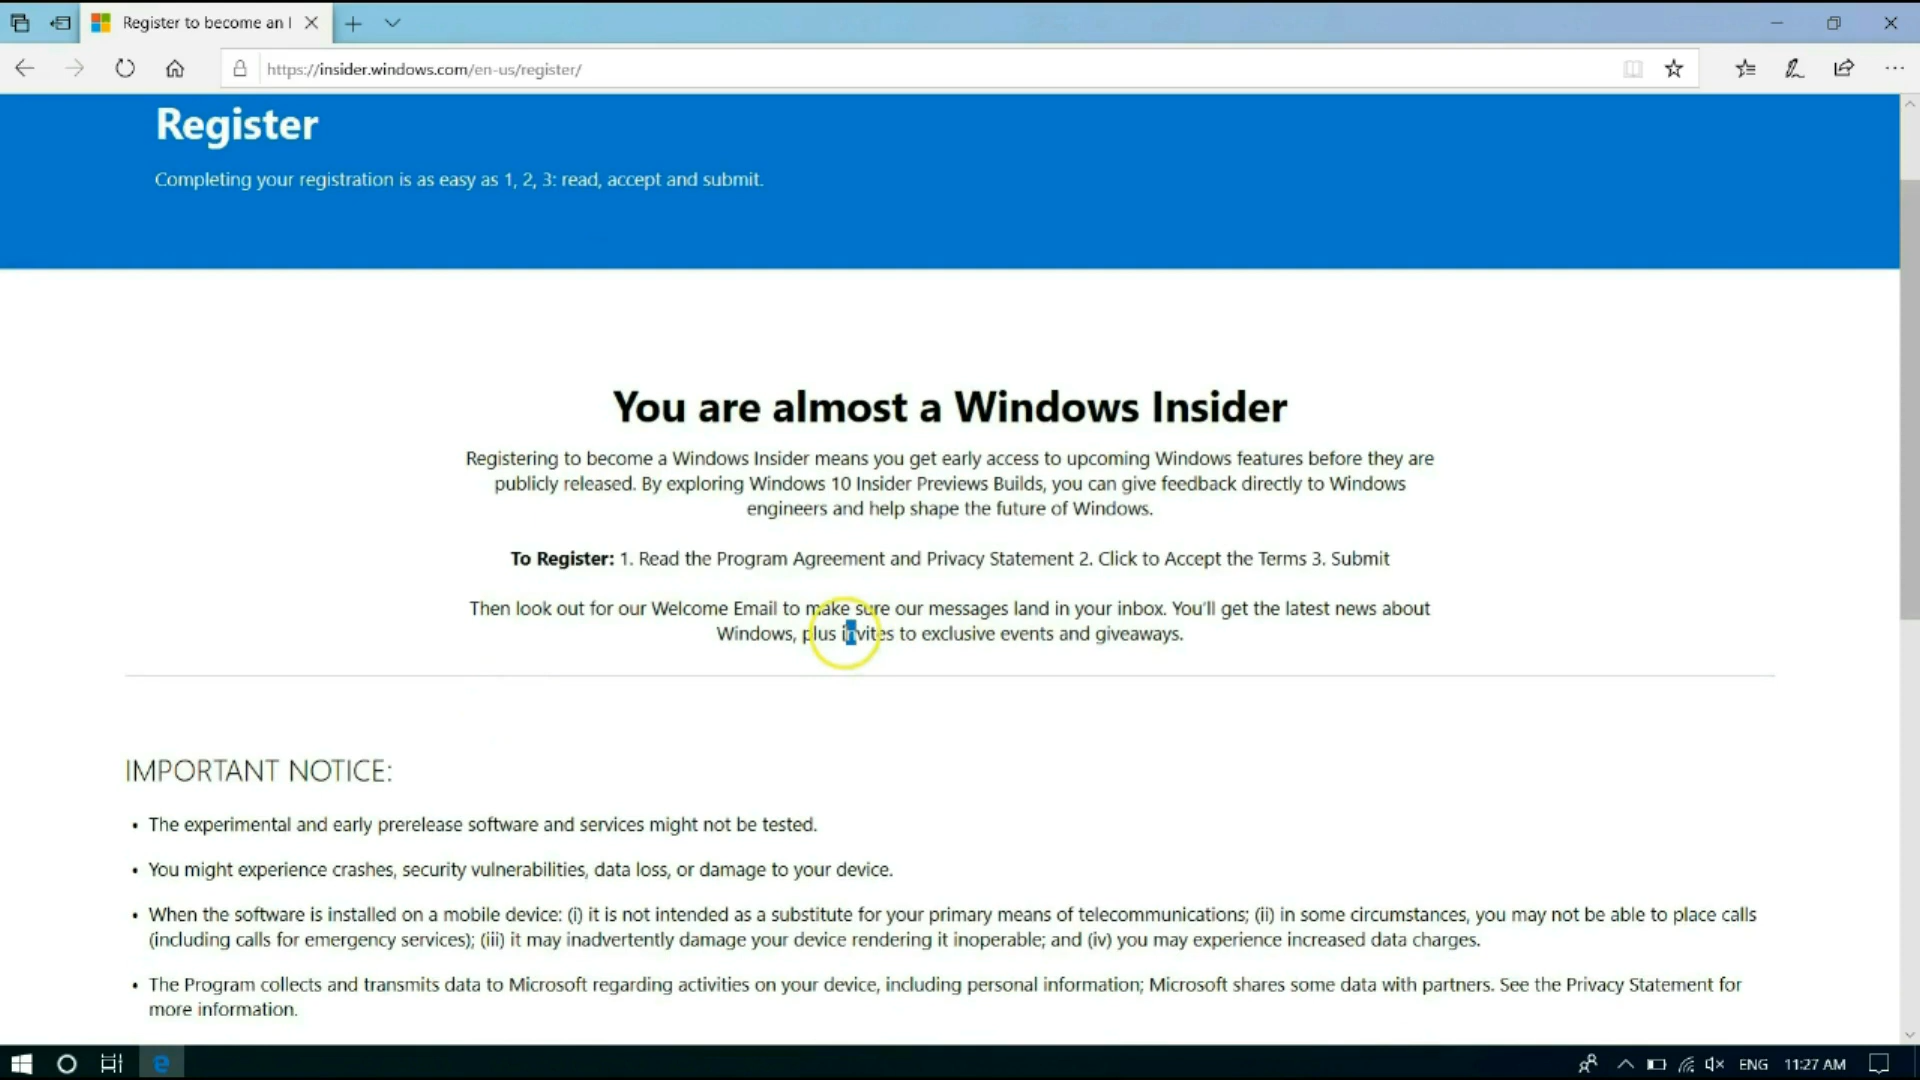 Register to become an I
https://insider.windows.com/en-us/register/
Register
Completing your registration is as easy as 1, 2, 3: read, accept and submit.
You are almost a Windows Insider
Registering to become a Windows Insider means you get early access to upcoming Windows features before they are
publicly released. By exploring Windows 10 Insider Previews Builds, you can give feedback directly to Windows
engineers and help shape the future of Windows.
To Register: 1. Read the Program Agreement and Privacy Statement 2. Click to Accept the Terms 3. Submit
Then look out for our Welcome Email to make sure our messages land in your inbox. You'll get the latest news about
Windows, plus invites to exclusive events and giveaways.
IMPORTANT NOTICE:
• The experimental and early prerelease software and services might not be tested.
• You might experience crashes, security vulnerabilities, data loss, or damage to your device.
• When the software is installed on a mobile device: (i) it is not intended as a substitute for your primary means of telecommunications; (ii) in some circumstances, you may not be able to place calls
(including calls for emergency services); (iii) it may inadvertently damage your device rendering it inoperable; and (iv) you may experience increased data charges.
• The Program collects and transmits data to Microsoft regarding activities on your device, including personal information; Microsoft shares some data with partners. See the Privacy Statement for
more information.
ENG 11:27 AM